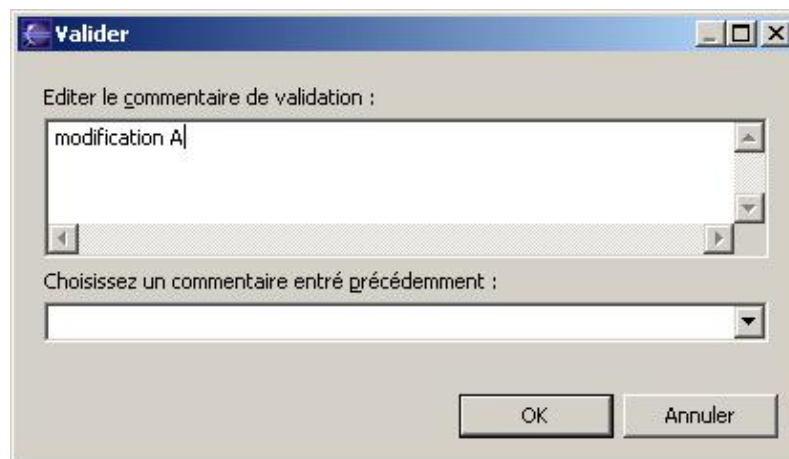 Valider
Editer le commentaire de validation :
modification A
Choisissez un commentaire entré précédemment :
OK
Annuler